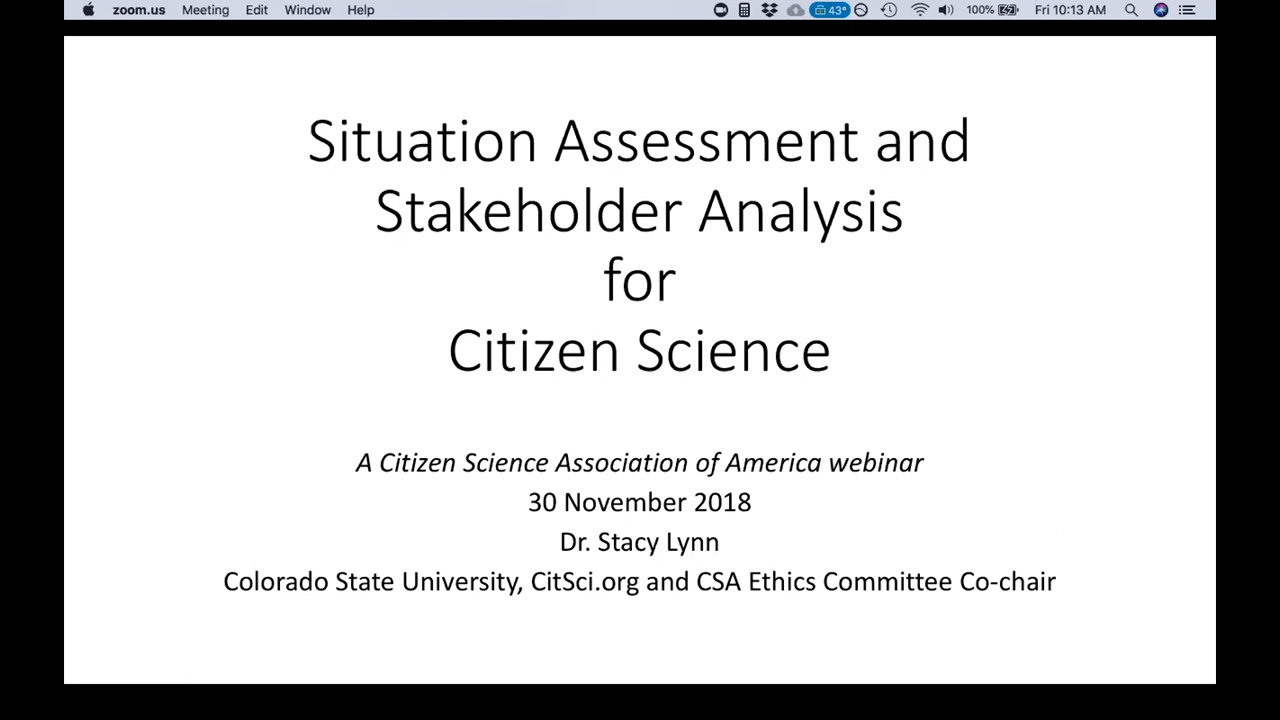 zoom.us Meeting Edit Window Help 43° 100% Fri 10:13 AM
Situation Assessment and
Stakeholder Analysis
for
Citizen Science
A Citizen Science Association of America webinar
30 November 2018
Dr. Stacy Lynn
Colorado State University, CitSci.org and CSA Ethics Committee Co-chair